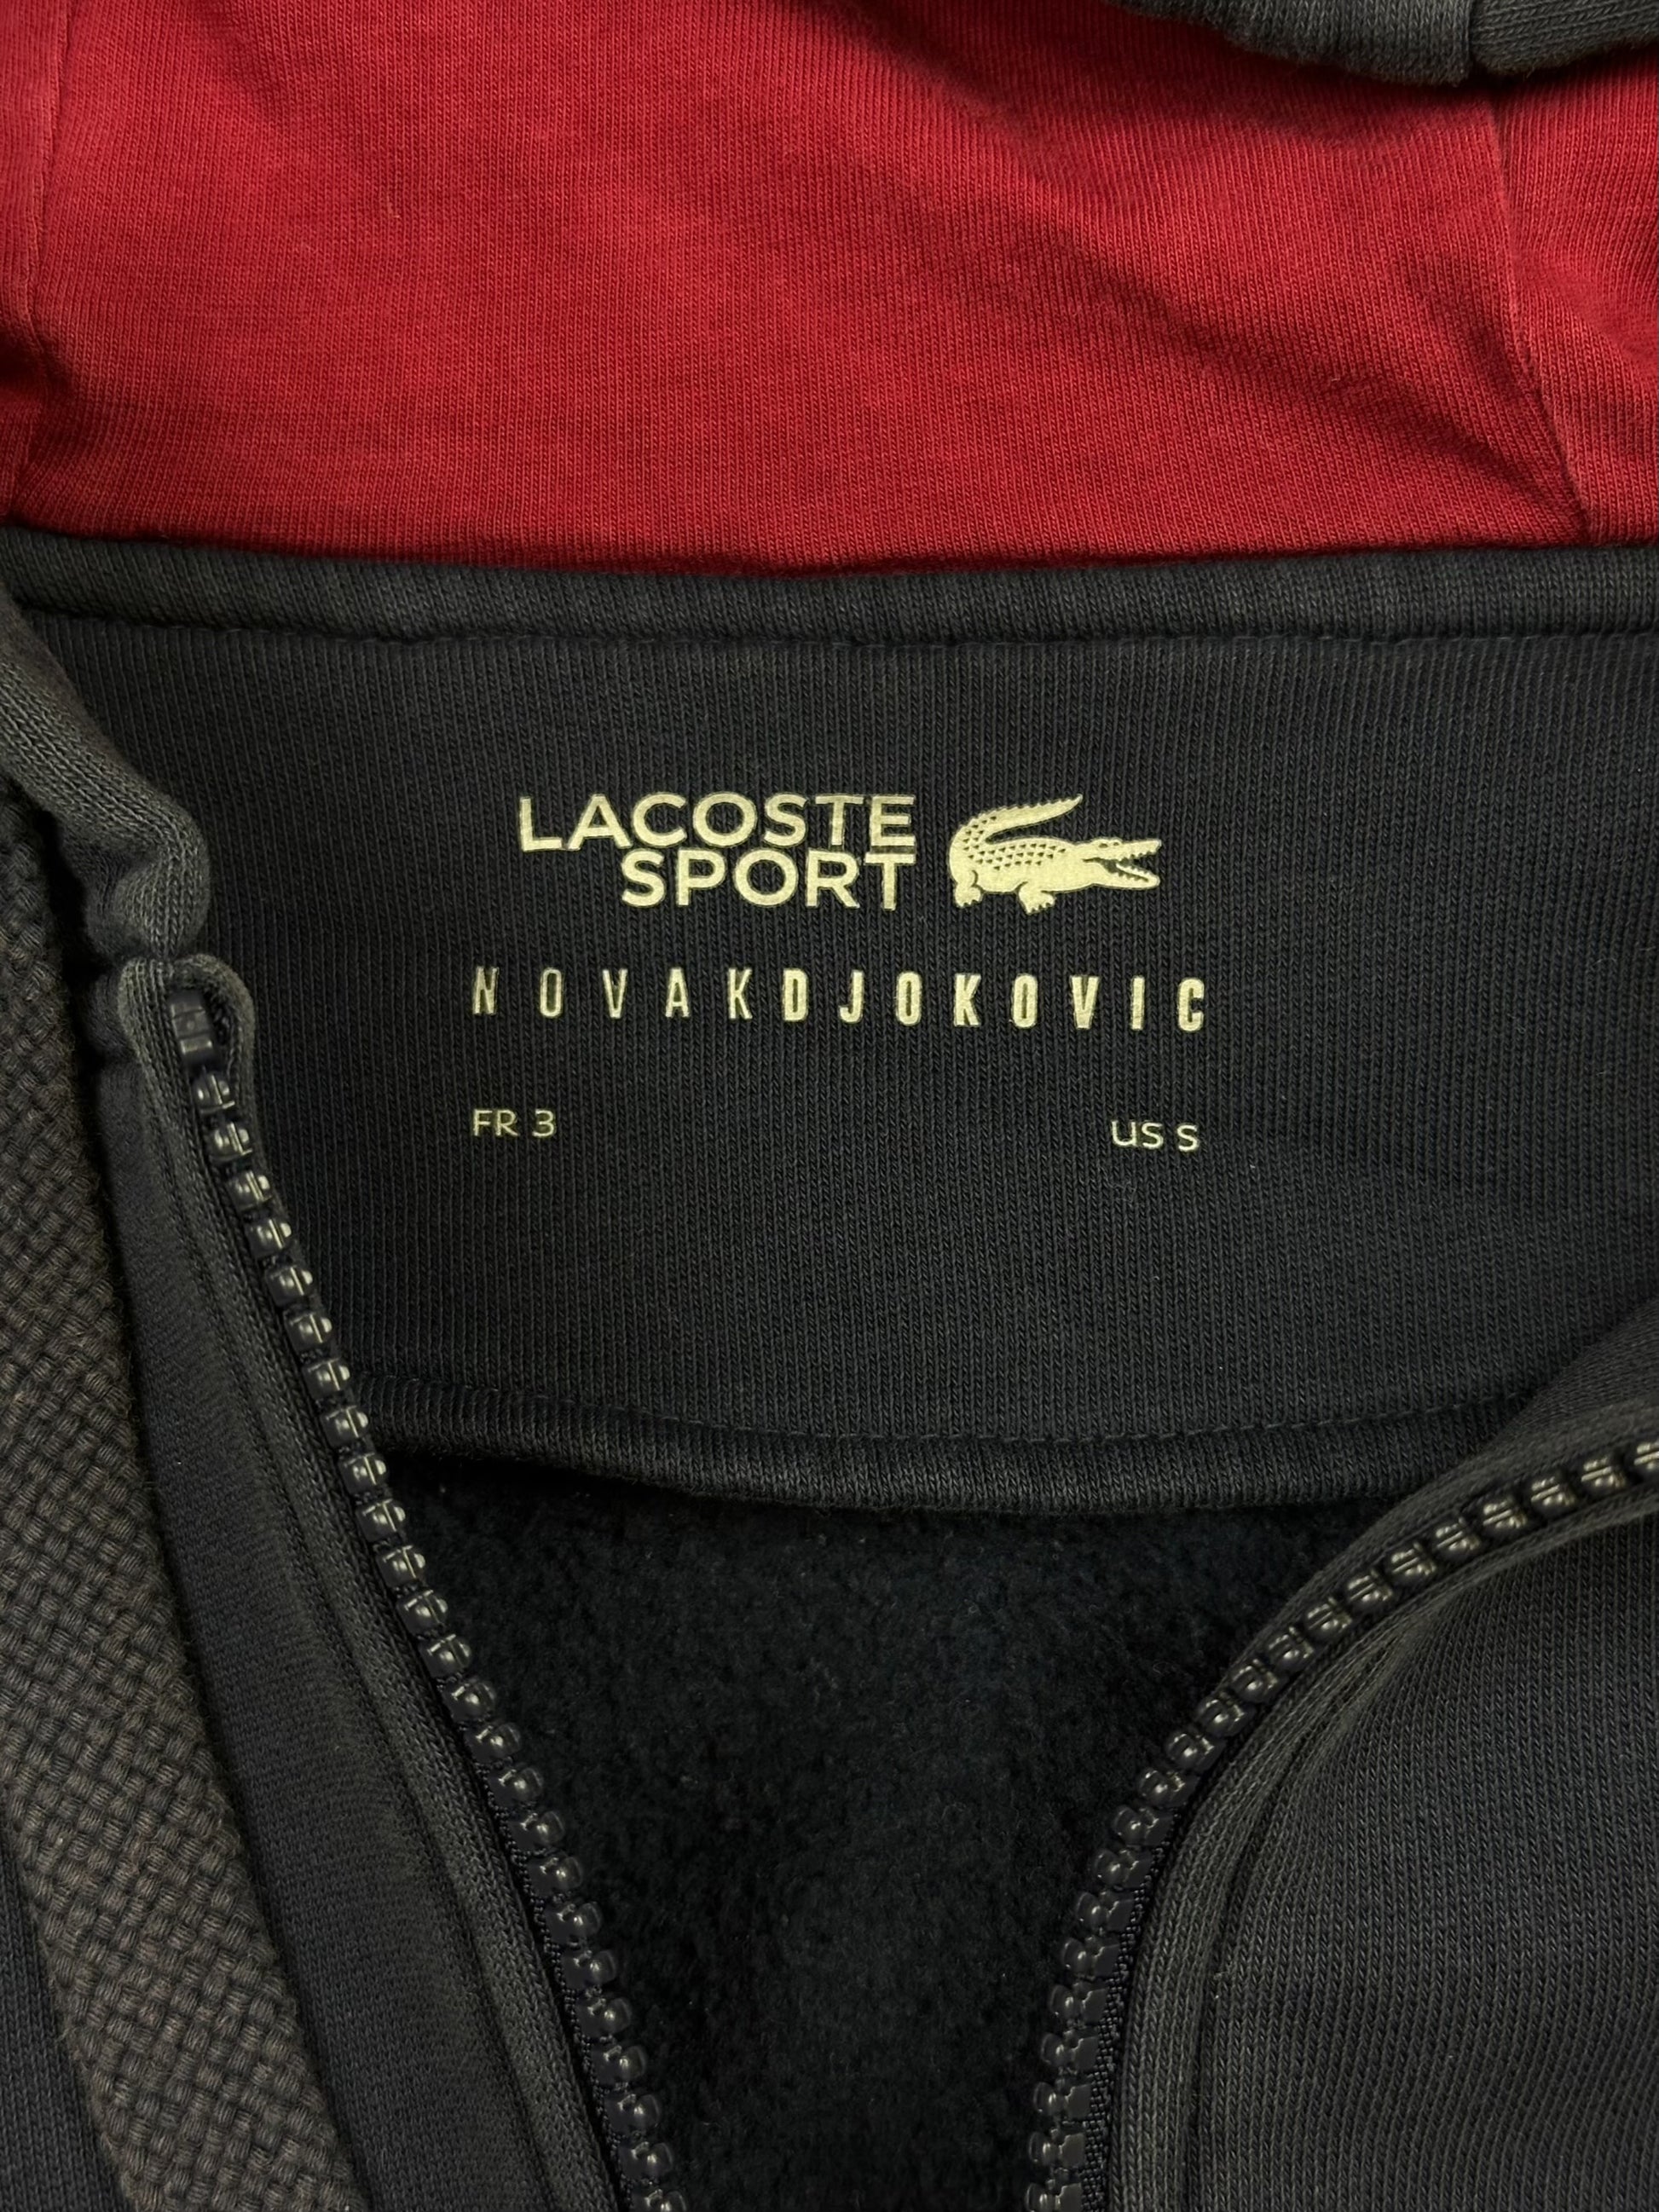 LACOSTE
SPORT
NOVAKDJOKOVIC
FR 3 US S